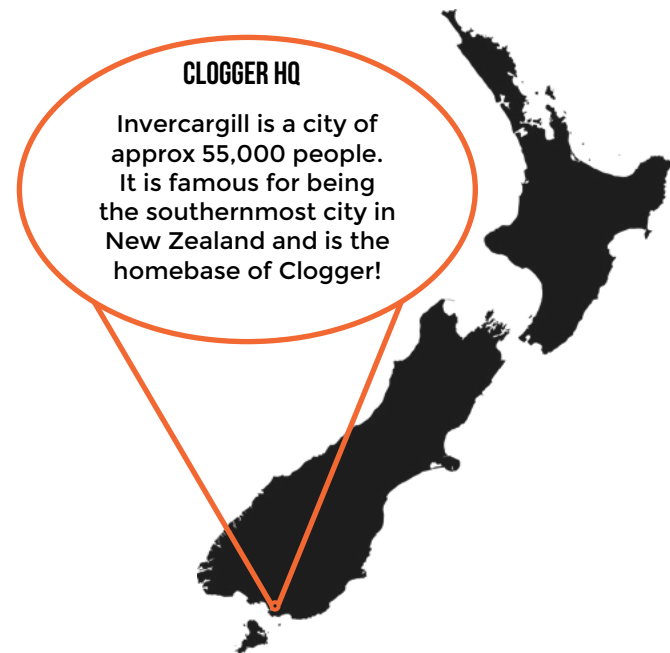 CLOGGER HQ
Invercargill is a city of
approx 55,000 people.
It is famous for being
the southernmost city in
New Zealand and is the
homebase of Clogger!